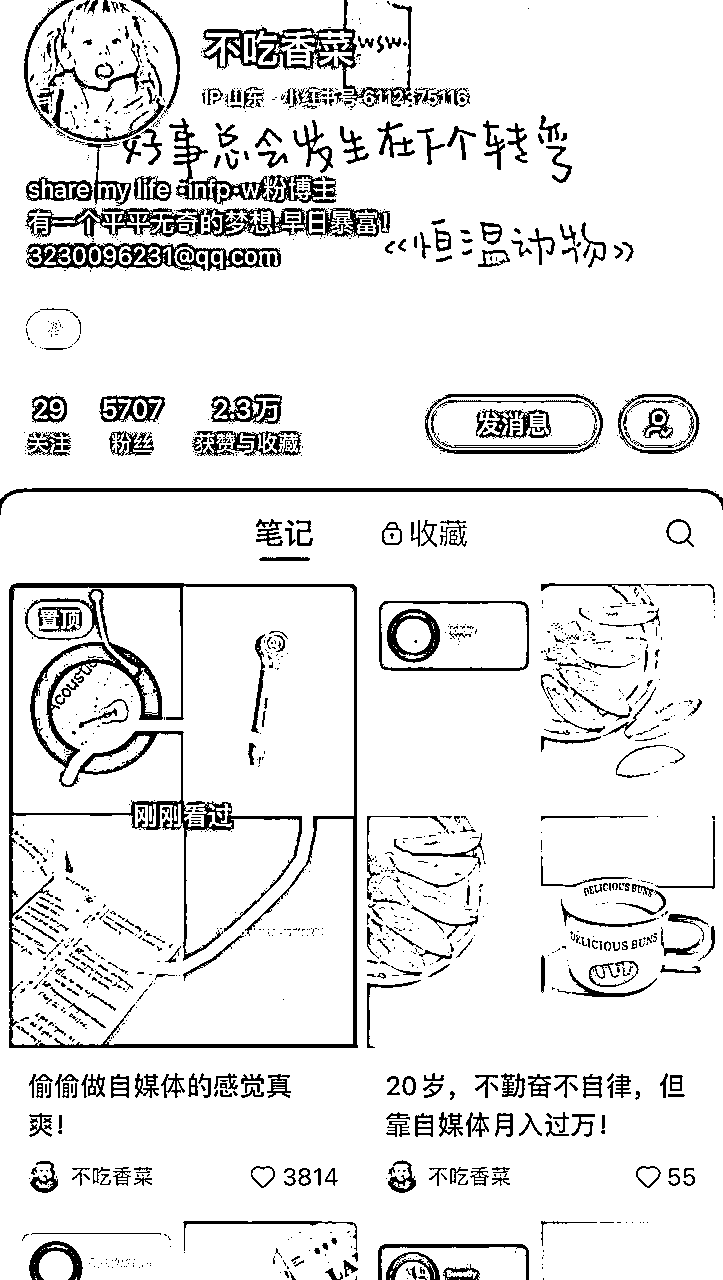 不吃香菜
wsw.
IP 山东 小红书号:6112375116
好事总会发生在下个转弯
share my life ·infp·w粉博主
有一个平平无奇的梦想:早日暴富!
《恒温动物》
3230096231@qq.com
29 5707 2.3万
关注 粉丝 获赞与收藏
发消息
笔记 收藏
置顶
刚刚看过
DELICIOUS BUNS
DELICIOUS BUNS
偷偷做自媒体的感觉真
爽!
不吃香菜 3814
20岁,不勤奋不自律,但
靠自媒体月入过万!
不吃香菜 55